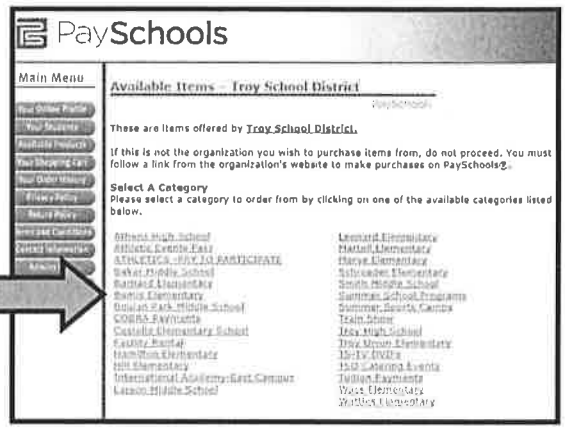 PaySchools
Main Menu
Your Online Profile
Your Students
Available Products
Your Shopping Cart
Your Order History
Privacy Policy
Return Policy
Terms and Conditions
Contact Information
Available Items - Troy School District
PaySchools
These are items offered by Troy School District.
If this is not the organization you wish to purchase items from, do not proceed. You must
follow a link from the organization's website to make purchases on PaySchools®.
Select A Category
Please select a category to order from by clicking on one of the available categories listed
below.
Athens High School
Athletic Events Pass
ATHLETICS -PAY TO PARTICIPATE
Baker Middle School
Barnard Elementary
Bemis Elementary
Boulan Park Middle School
COBRA Payments
Costello Elementary School
Facility Rental
Hamilton Elementary
Hill Elementary
International Academy-East Campus
Larson Middle School
Leonard Elementary
Martell Elementary
Morse Elementary
Schroeder Elementary
Smith Middle School
Summer School Programs
Summer Sports Camps
Train Show
Troy High School
Troy Union Elementary
TS-TV DVD's
TSD Catering Events
Tuition Payments
Wass Elementary
Wattles Elementary